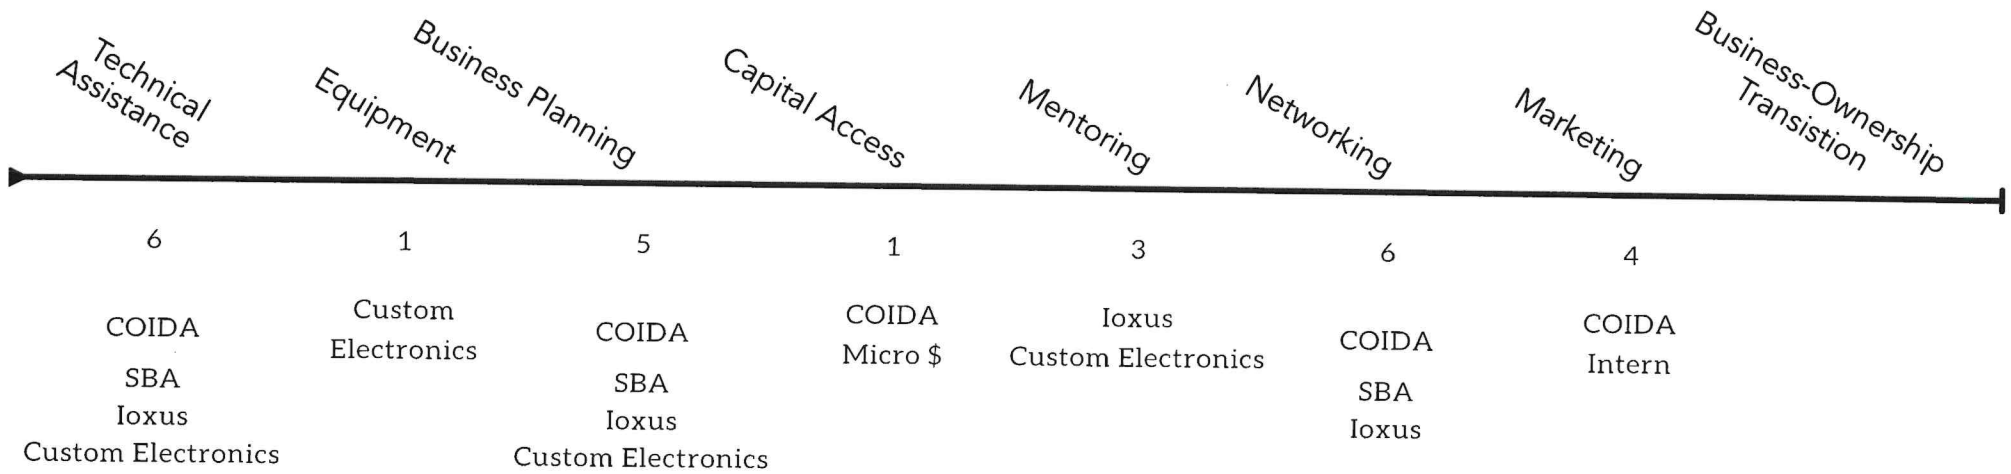 Technical
Assistance
Equipment
Business Planning
Capital Access
Mentoring
Networking
Marketing
Business-Ownership
Transistion
6
1
5
1
3
6
4
COIDA
SBA
Ioxus
Custom Electronics
Custom
Electronics
COIDA
SBA
Ioxus
Custom Electronics
COIDA
Micro $
Ioxus
Custom Electronics
COIDA
SBA
Ioxus
COIDA
Intern